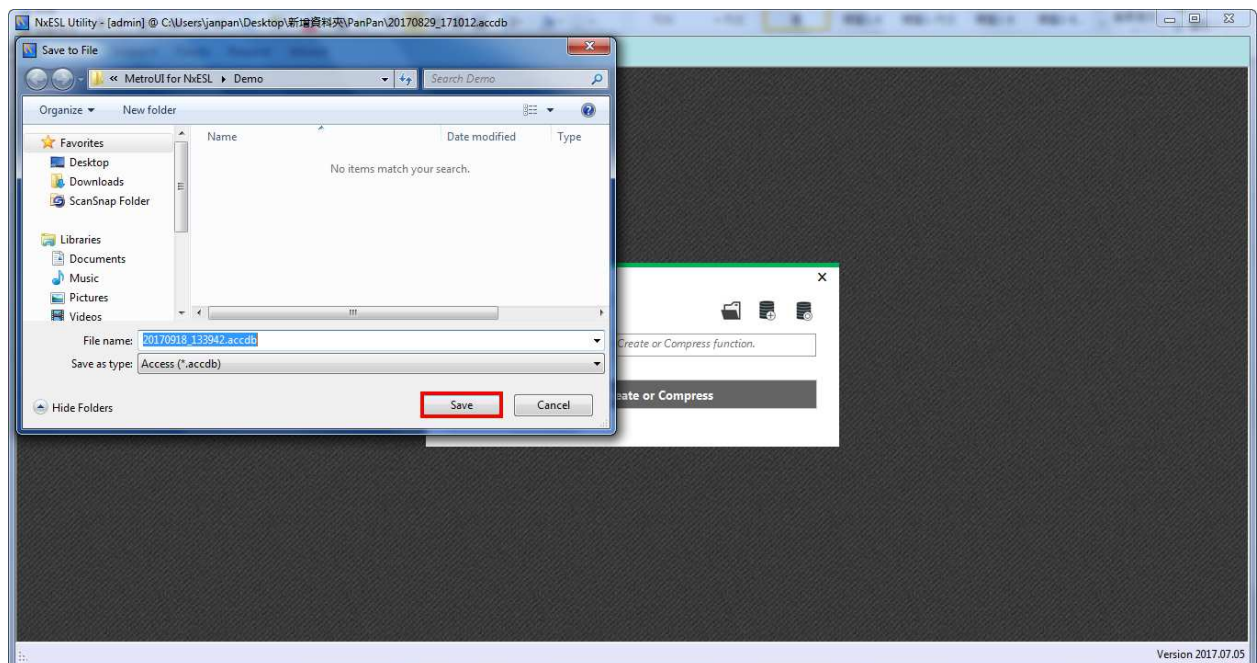 NxESL Utility - [admin] @ C:\Users\janpan\Desktop\新增資料夾\PanPan\20170829_171012.accdb
Save to File
« MetroUI for NxESL ▸ Demo
Search Demo
Organize
New folder
Favorites
Desktop
Downloads
ScanSnap Folder
Libraries
Documents
Music
Pictures
Videos
Name
Date modified
Type
No items match your search.
File name: 20170918_133942.accdb
Save as type: Access (*.accdb)
Hide Folders
Save
Cancel
Create or Compress function.
eate or Compress
Version 2017.07.05